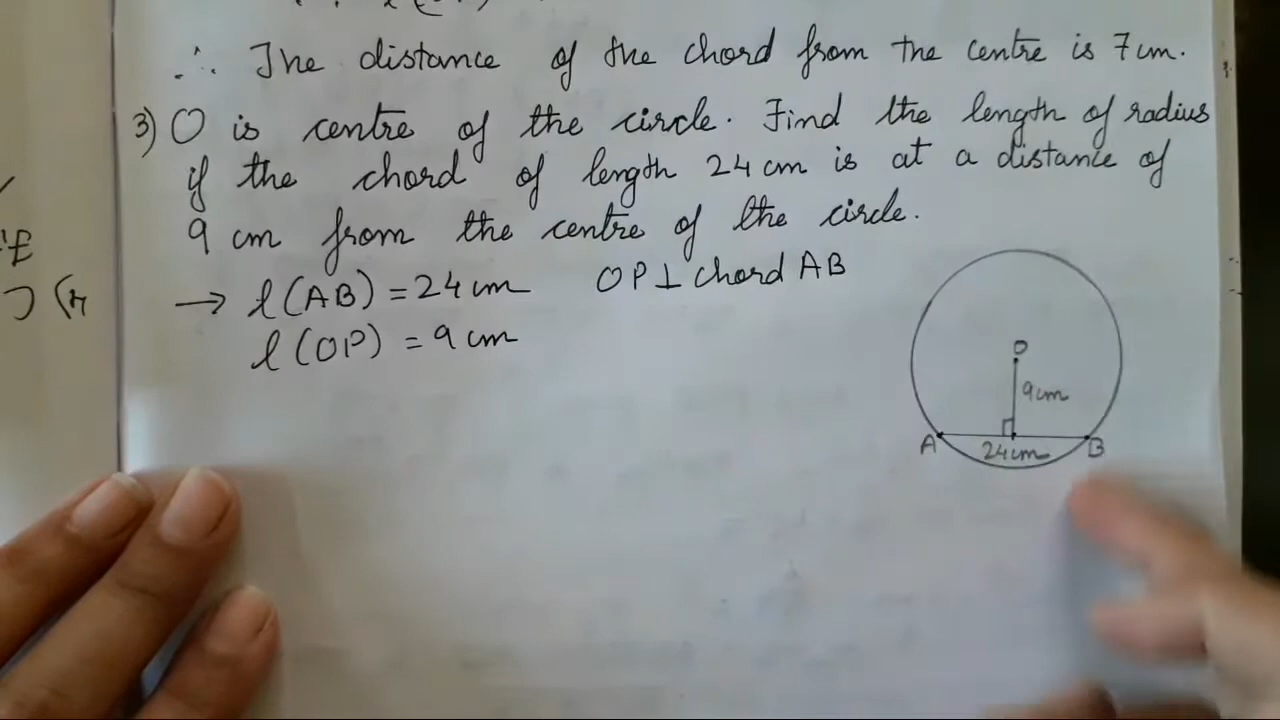 ∴ The distance of the chord from the centre is 7 cm.
3) O is centre of the circle. Find the length of radius
if the chord of length 24 cm is at a distance of
9 cm from the centre of the circle.
→ l(AB) = 24 cm OP⊥ chord AB
l(OP) = 9 cm
O
9cm
A 24cm B